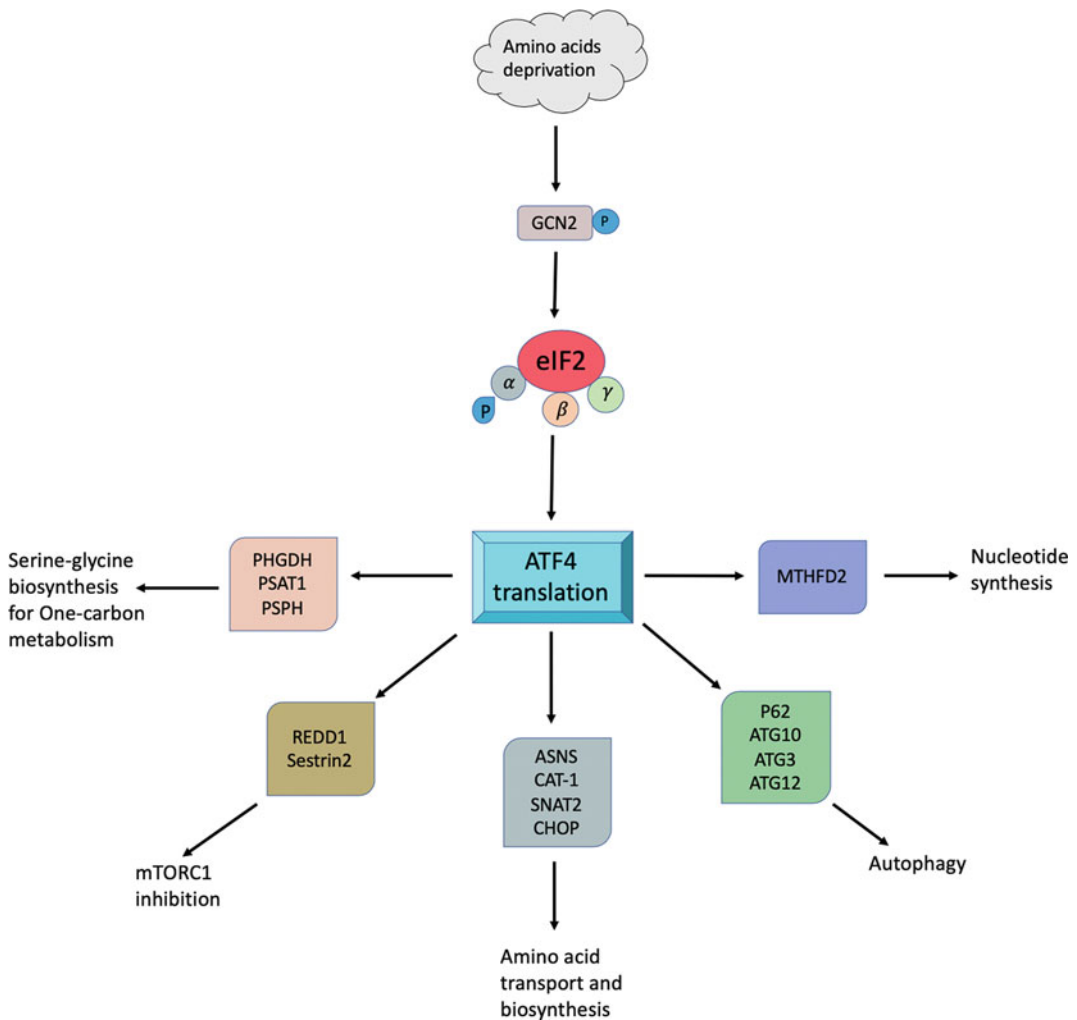 Amino acids
deprivation
GCN2
P
eIF2
α
β
γ
P
ATF4
translation
PHGDH
PSAT1
PSPH
Serine-glycine
biosynthesis
for One-carbon
metabolism
MTHFD2
Nucleotide
synthesis
REDD1
Sestrin2
mTORC1
inhibition
ASNS
CAT-1
SNAT2
CHOP
Amino acid
transport and
biosynthesis
P62
ATG10
ATG3
ATG12
Autophagy